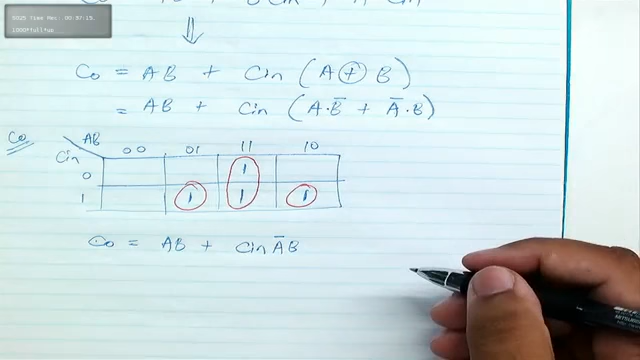 Co = AB + Cin (A ⊕ B)
= AB + Cin (A·B̅ + A̅·B)
Co
AB
Cin
00 01 11 10
0 1
1 1 1 1
Co = AB + Cin A̅B